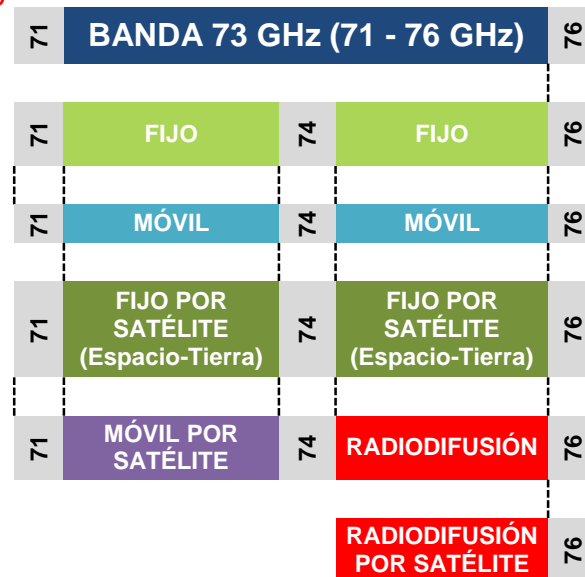 71 BANDA 73 GHz (71 - 76 GHz) 76
71 FIJO 74 FIJO 76
71 MÓVIL 74 MÓVIL 76
71 FIJO POR SATÉLITE (Espacio-Tierra) 74 FIJO POR SATÉLITE (Espacio-Tierra) 76
71 MÓVIL POR SATÉLITE 74 RADIODIFUSIÓN 76
RADIODIFUSIÓN POR SATÉLITE 76